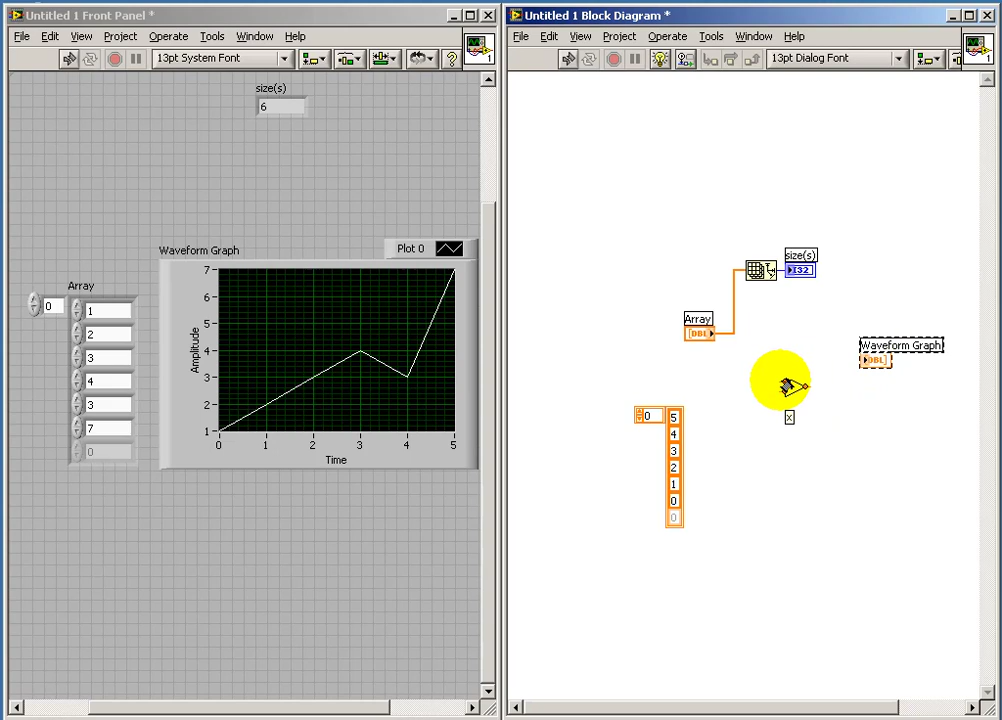 Untitled 1 Front Panel *
File Edit View Project Operate Tools Window Help
13pt System Font
1
size(s)
6
Waveform Graph
Plot 0
Array
0
1
2
3
4
3
7
0
Amplitude
7
6
5
4
3
2
1
0 1 2 3 4 5
Time
Untitled 1 Block Diagram *
File Edit View Project Operate Tools Window Help
13pt Dialog Font
1
size(s)
I32
Array
[DBL]
Waveform Graph
[DBL]
x
0
5
4
3
2
1
0
0